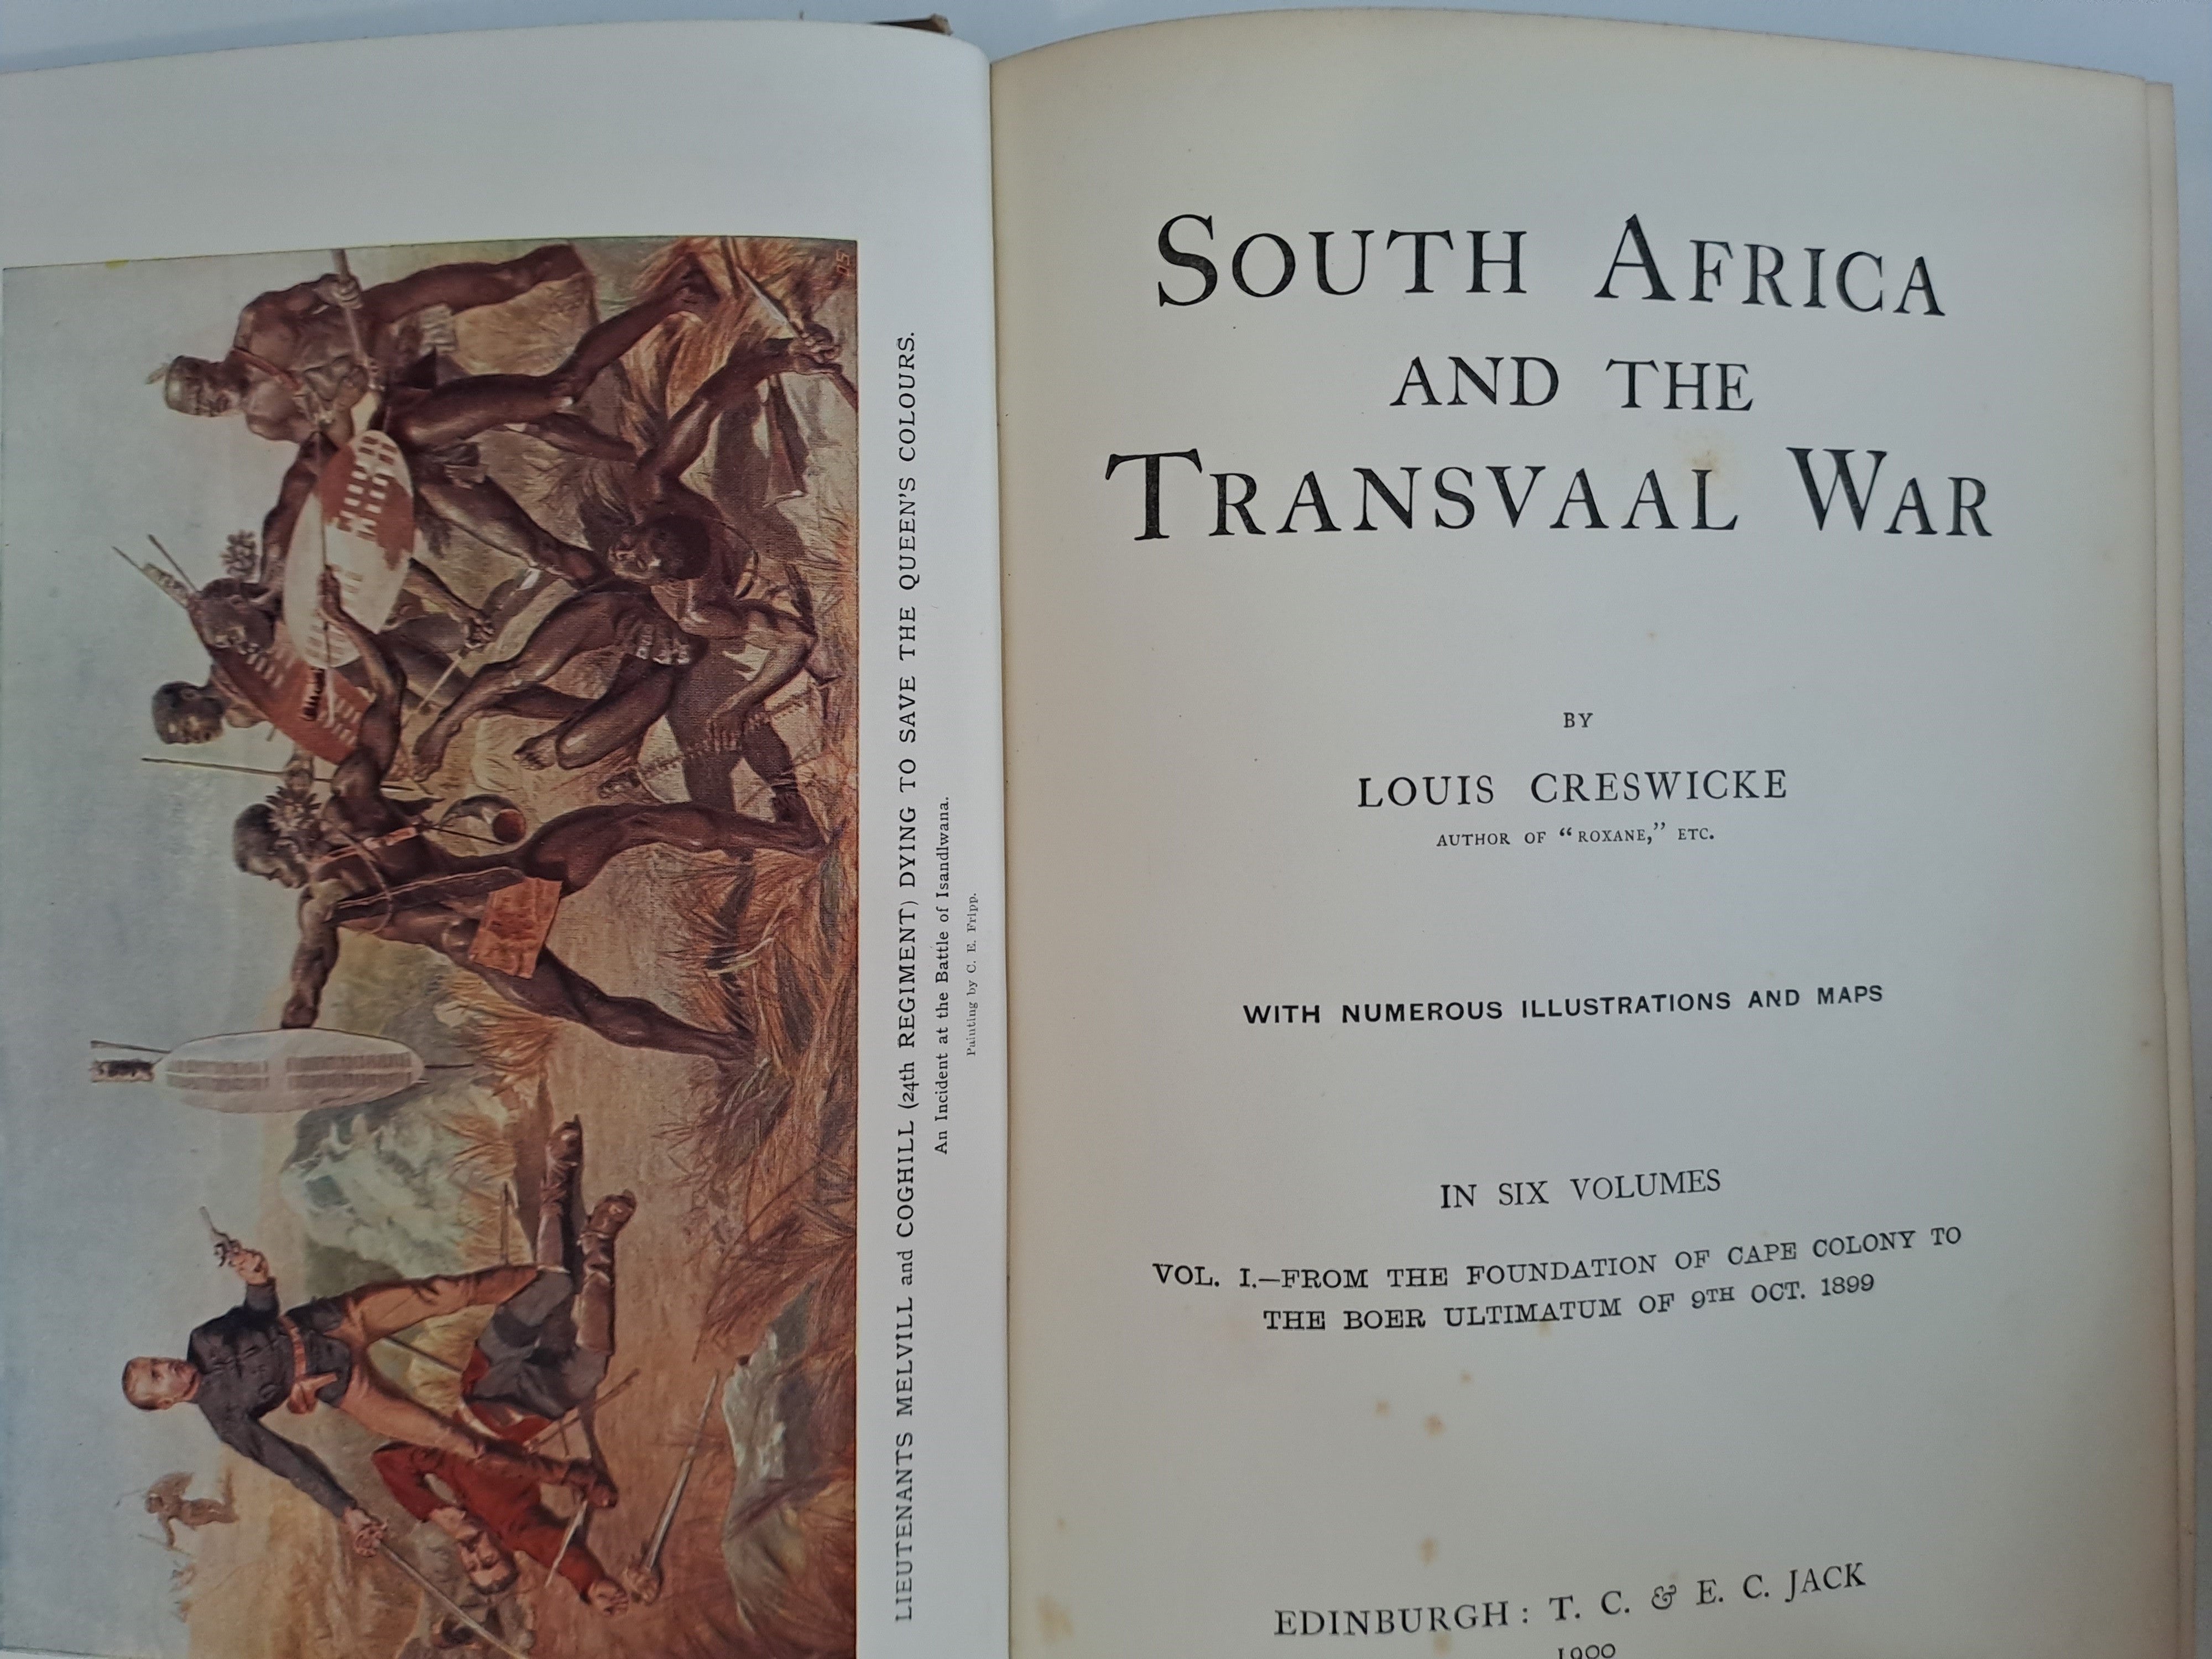 LIEUTENANTS MELVILL and COGHILL (24th REGIMENT) DYING TO SAVE THE QUEEN'S COLOURS.
An Incident at the Battle of Isandlwana.
Painting by C. E. Fripp.
SOUTH AFRICA
AND THE
TRANSVAAL WAR
BY
LOUIS CRESWICKE
AUTHOR OF "ROXANE," ETC.
WITH NUMEROUS ILLUSTRATIONS AND MAPS
IN SIX VOLUMES
VOL. I.—FROM THE FOUNDATION OF CAPE COLONY TO
THE BOER ULTIMATUM OF 9TH OCT. 1899
EDINBURGH: T. C. & E. C. JACK
1900